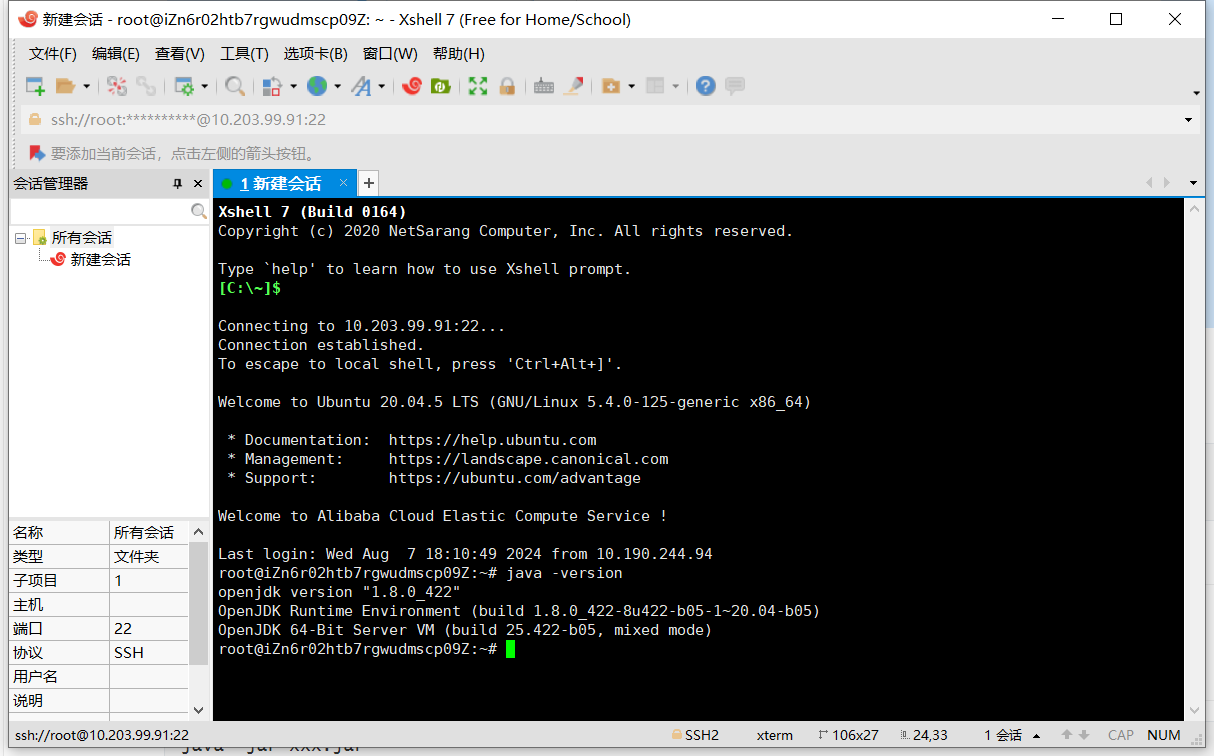 新建会话 - root@iZn6r02htb7rgwudmscp09Z: ~ - Xshell 7 (Free for Home/School)
文件(F) 编辑(E) 查看(V) 工具(T) 选项卡(B) 窗口(W) 帮助(H)
ssh://root:**********@10.203.99.91:22
要添加当前会话，点击左侧的箭头按钮。
会话管理器
1 新建会话
所有会话
新建会话
Xshell 7 (Build 0164)
Copyright (c) 2020 NetSarang Computer, Inc. All rights reserved.
Type `help' to learn how to use Xshell prompt.
[C:\~]$
Connecting to 10.203.99.91:22...
Connection established.
To escape to local shell, press 'Ctrl+Alt+]'.
Welcome to Ubuntu 20.04.5 LTS (GNU/Linux 5.4.0-125-generic x86_64)
* Documentation:  https://help.ubuntu.com
* Management:     https://landscape.canonical.com
* Support:        https://ubuntu.com/advantage
Welcome to Alibaba Cloud Elastic Compute Service !
Last login: Wed Aug  7 18:10:49 2024 from 10.190.244.94
root@iZn6r02htb7rgwudmscp09Z:~# java -version
openjdk version "1.8.0_422"
OpenJDK Runtime Environment (build 1.8.0_422-8u422-b05-1~20.04-b05)
OpenJDK 64-Bit Server VM (build 25.422-b05, mixed mode)
root@iZn6r02htb7rgwudmscp09Z:~#
名称 所有会话
类型 文件夹
子项目 1
主机
端口 22
协议 SSH
用户名
说明
ssh://root@10.203.99.91:22 SSH2 xterm 106x27 24,33 1 会话 CAP NUM